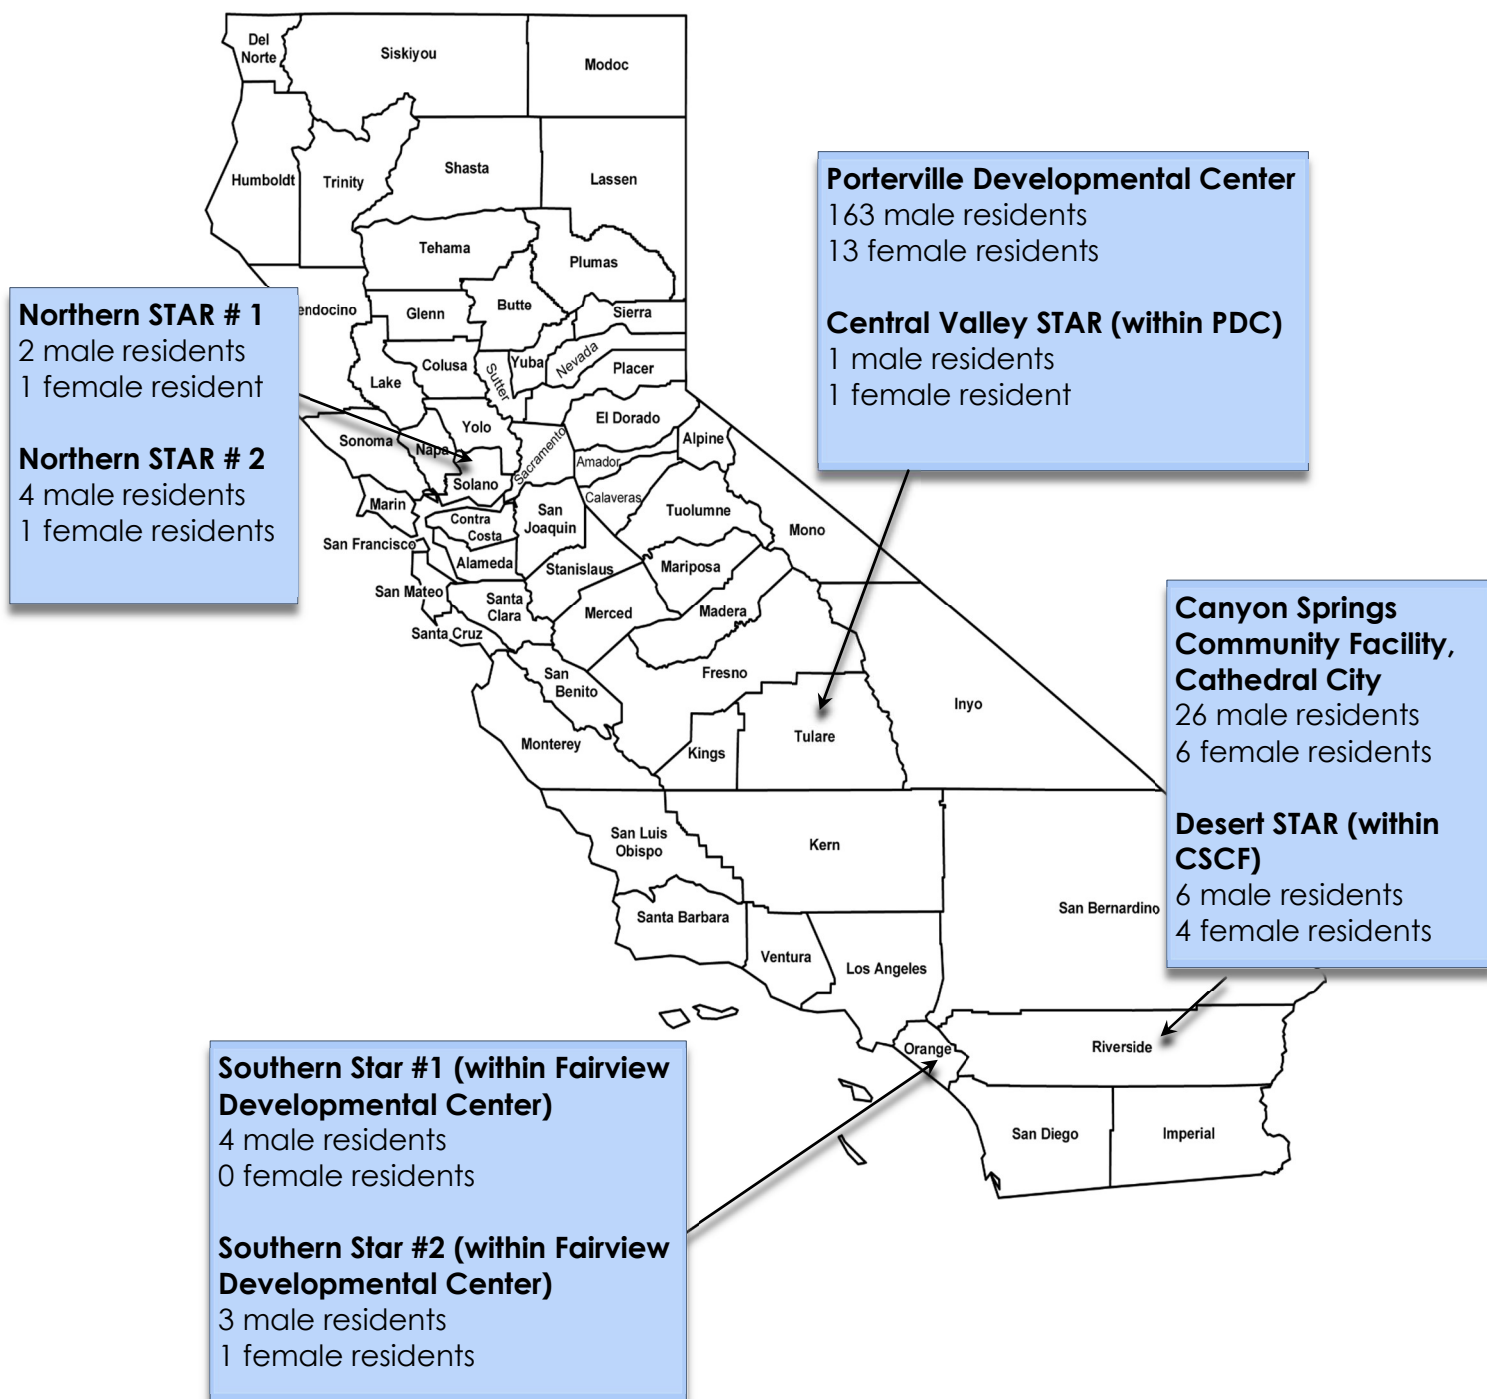 Del
Norte
Siskiyou
Modoc
Humboldt
Trinity
Shasta
Lassen
Tehama
Plumas
endocino
Glenn
Butte
Sierra
Lake
Colusa
Sutter
Yuba
Nevada
Placer
Sonoma
Napa
Yolo
Sacramento
El Dorado
Alpine
Amador
Solano
Calaveras
Marin
Contra
Costa
San
Joaquin
Tuolumne
Mono
San Francisco
Alameda
Stanislaus
Mariposa
San Mateo
Santa
Clara
Merced
Madera
Santa Cruz
San
Benito
Fresno
Inyo
Monterey
Kings
Tulare
San Luis
Obispo
Kern
Santa Barbara
Ventura
Los Angeles
San Bernardino
Orange
Riverside
San Diego
Imperial
Northern STAR # 1
2 male residents
1 female resident
Northern STAR # 2
4 male residents
1 female residents
Porterville Developmental Center
163 male residents
13 female residents
Central Valley STAR (within PDC)
1 male residents
1 female resident
Canyon Springs
Community Facility,
Cathedral City
26 male residents
6 female residents
Desert STAR (within
CSCF)
6 male residents
4 female residents
Southern Star #1 (within Fairview
Developmental Center)
4 male residents
0 female residents
Southern Star #2 (within Fairview
Developmental Center)
3 male residents
1 female residents